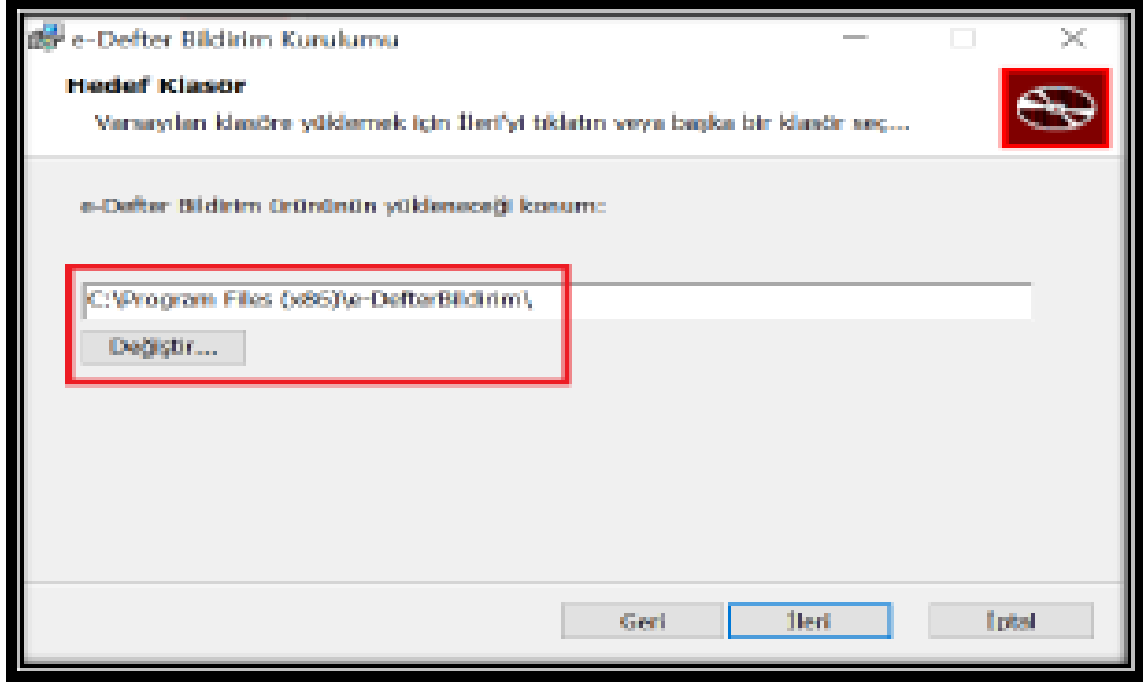 e-Defter Bildirim Kurulumu
Hedef Klasör
Varsayılan klasöre yüklemek için İleri'yi tıklatın veya başka bir klasör seç...
e-Defter Bildirim ürününün yükleneceği konum:
C:\Program Files (x86)\e-DefterBildirim\
Değiştir...
Geri
İleri
İptal